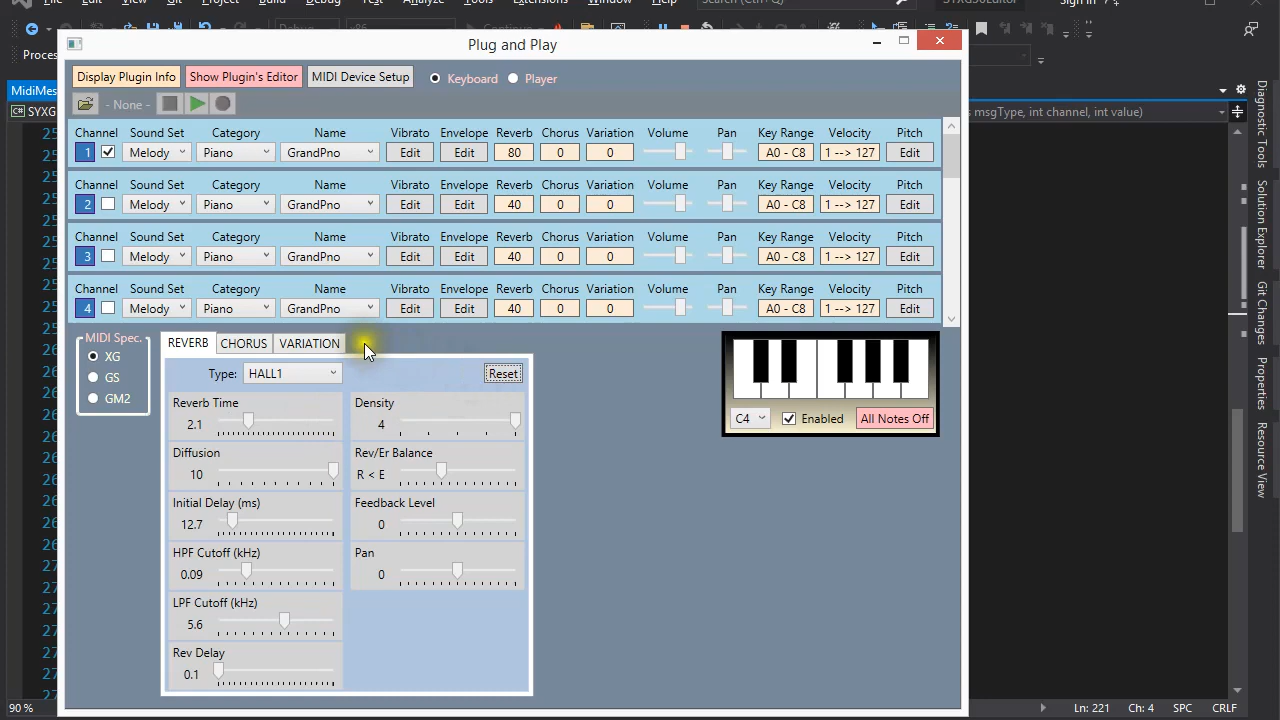 Plug and Play
Display Plugin Info Show Plugin's Editor MIDI Device Setup Keyboard Player
- None -
Channel Sound Set Category Name Vibrato Envelope Reverb Chorus Variation Volume Pan Key Range Velocity Pitch
1 Melody Piano GrandPno Edit Edit 80 0 0 A0 - C8 1 --> 127 Edit
Channel Sound Set Category Name Vibrato Envelope Reverb Chorus Variation Volume Pan Key Range Velocity Pitch
2 Melody Piano GrandPno Edit Edit 40 0 0 A0 - C8 1 --> 127 Edit
Channel Sound Set Category Name Vibrato Envelope Reverb Chorus Variation Volume Pan Key Range Velocity Pitch
3 Melody Piano GrandPno Edit Edit 40 0 0 A0 - C8 1 --> 127 Edit
Channel Sound Set Category Name Vibrato Envelope Reverb Chorus Variation Volume Pan Key Range Velocity Pitch
4 Melody Piano GrandPno Edit Edit 40 0 0 A0 - C8 1 --> 127 Edit
MIDI Spec.
XG
GS
GM2
REVERB CHORUS VARIATION
Type: HALL1 Reset
Reverb Time
2.1
Diffusion
10
Initial Delay (ms)
12.7
HPF Cutoff (kHz)
0.09
LPF Cutoff (kHz)
5.6
Rev Delay
0.1
Density
4
Rev/Er Balance
R < E
Feedback Level
0
Pan
0
C4 Enabled All Notes Off
msgType, int channel, int value)
Diagnostic Tools
Solution Explorer
Git Changes
Properties
Resource View
90 %
Ln: 221 Ch: 4 SPC CRLF